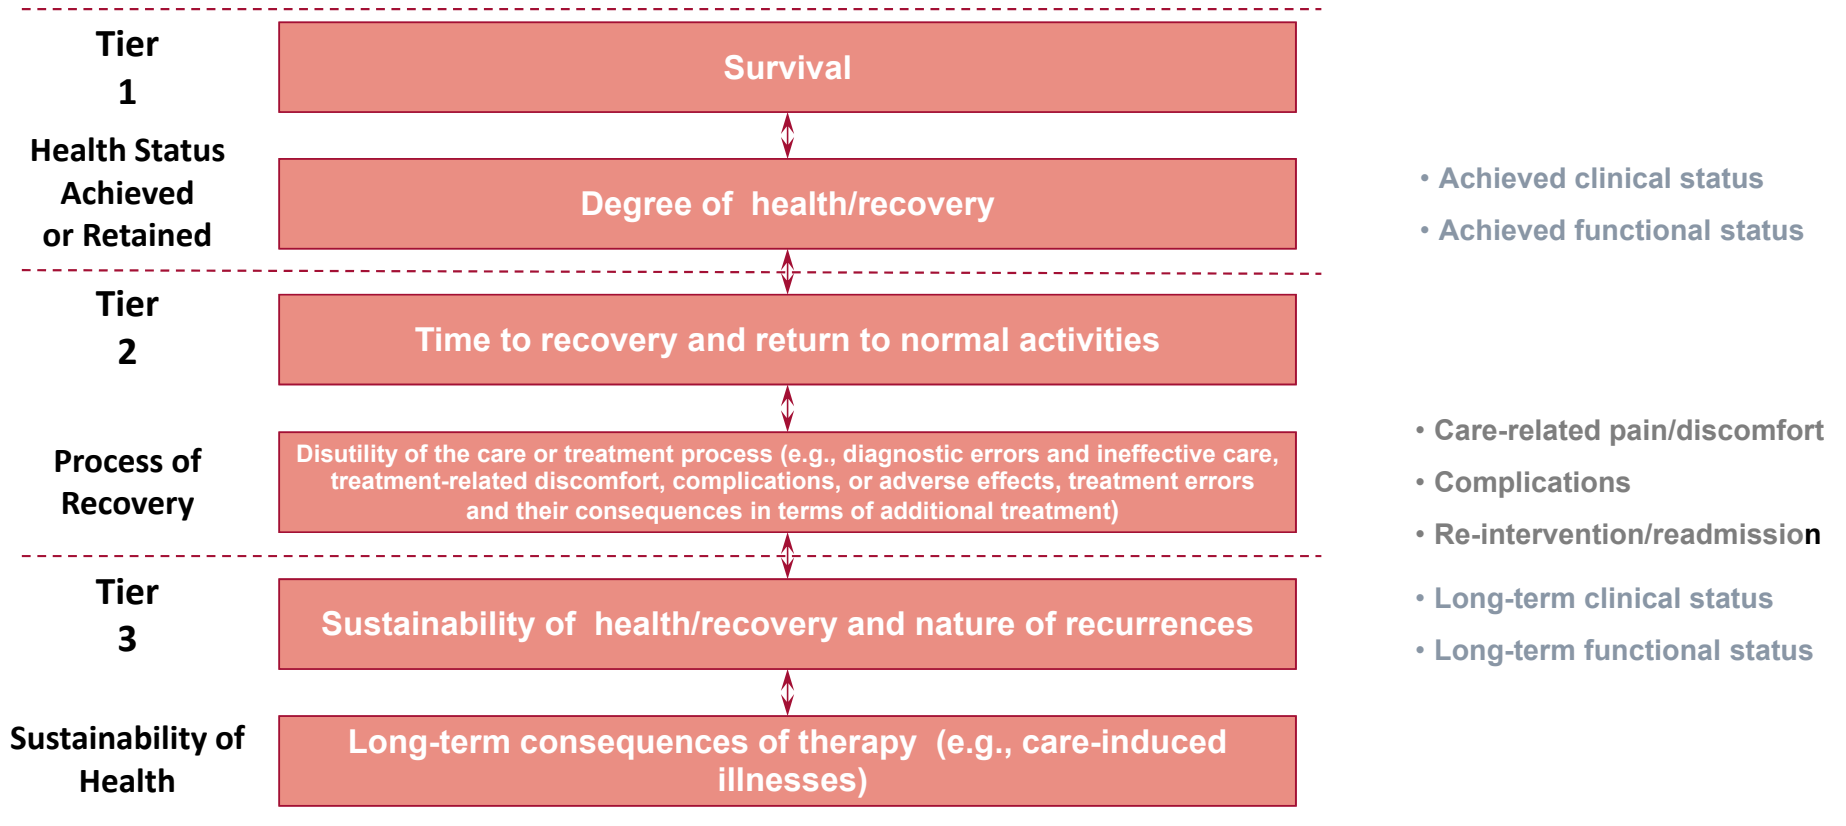 Tier
1
Survival
Health Status
Achieved
or Retained
Degree of  health/recovery
• Achieved clinical status
• Achieved functional status
Tier
2
Time to recovery and return to normal activities
Process of
Recovery
Disutility of the care or treatment process (e.g., diagnostic errors and ineffective care,
treatment-related discomfort, complications, or adverse effects, treatment errors
and their consequences in terms of additional treatment)
• Care-related pain/discomfort
• Complications
• Re-intervention/readmission
Tier
3
Sustainability of  health/recovery and nature of recurrences
• Long-term clinical status
• Long-term functional status
Sustainability of
Health
Long-term consequences of therapy  (e.g., care-induced
illnesses)